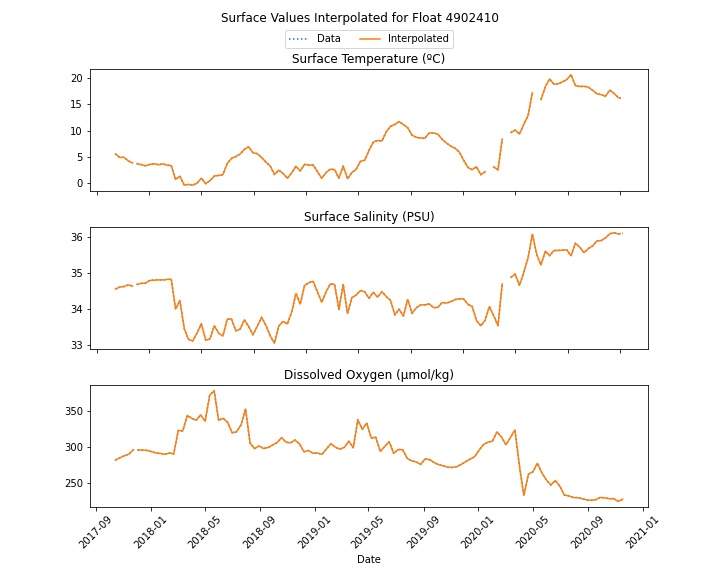 Surface Values Interpolated for Float 4902410
Data Interpolated
Surface Temperature (ºC)
20
15
10
5
0
Surface Salinity (PSU)
36
35
34
33
Dissolved Oxygen (µmol/kg)
350
300
250
2017-09 2018-01 2018-05 2018-09 2019-01 2019-05 2019-09 2020-01 2020-05 2020-09 2021-01
Date